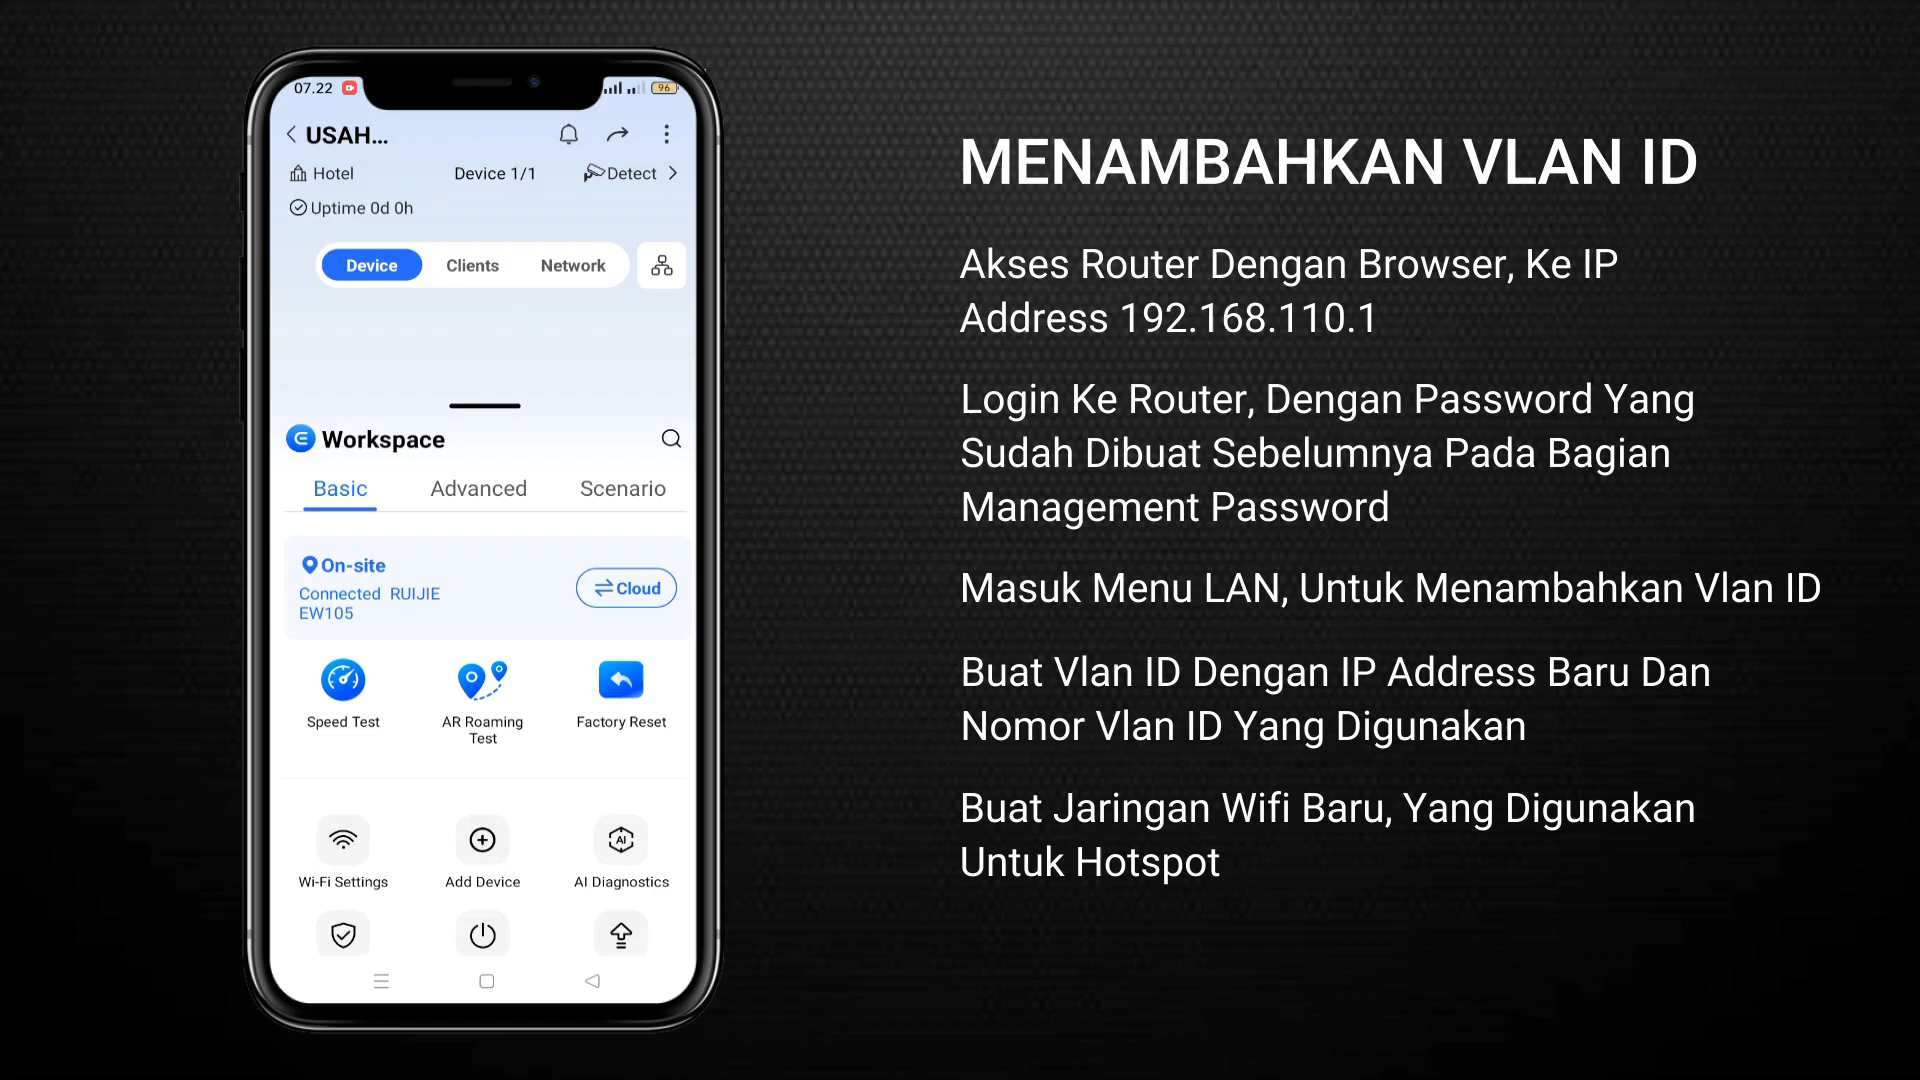 07.22
96
USAH...
Hotel
Device 1/1
Detect
Uptime 0d 0h
Device
Clients
Network
Workspace
Basic
Advanced
Scenario
On-site
Connected RUIJIE
EW105
Cloud
Speed Test
AR Roaming
Test
Factory Reset
Wi-Fi Settings
Add Device
AI
AI Diagnostics
MENAMBAHKAN VLAN ID
Akses Router Dengan Browser, Ke IP
Address 192.168.110.1
Login Ke Router, Dengan Password Yang
Sudah Dibuat Sebelumnya Pada Bagian
Management Password
Masuk Menu LAN, Untuk Menambahkan Vlan ID
Buat Vlan ID Dengan IP Address Baru Dan
Nomor Vlan ID Yang Digunakan
Buat Jaringan Wifi Baru, Yang Digunakan
Untuk Hotspot